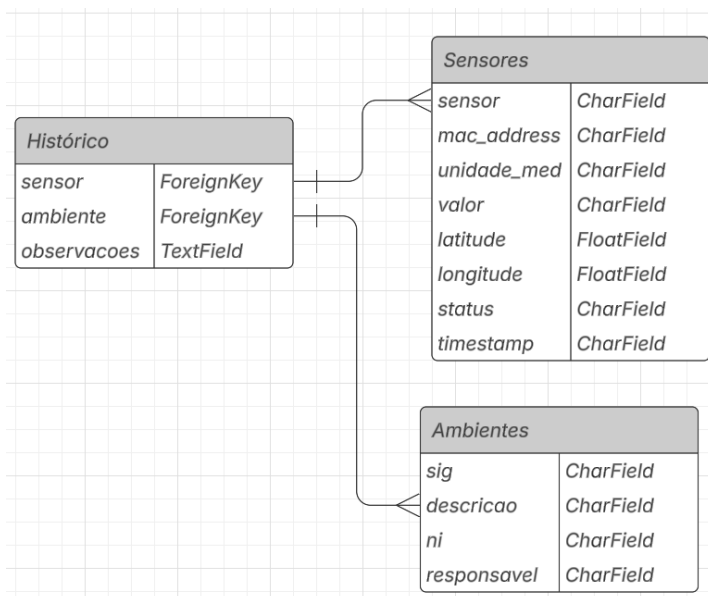 Histórico
sensor ForeignKey
ambiente ForeignKey
observacoes TextField
Sensores
sensor CharField
mac_address CharField
unidade_med CharField
valor CharField
latitude FloatField
longitude FloatField
status CharField
timestamp CharField
Ambientes
sig CharField
descricao CharField
ni CharField
responsavel CharField